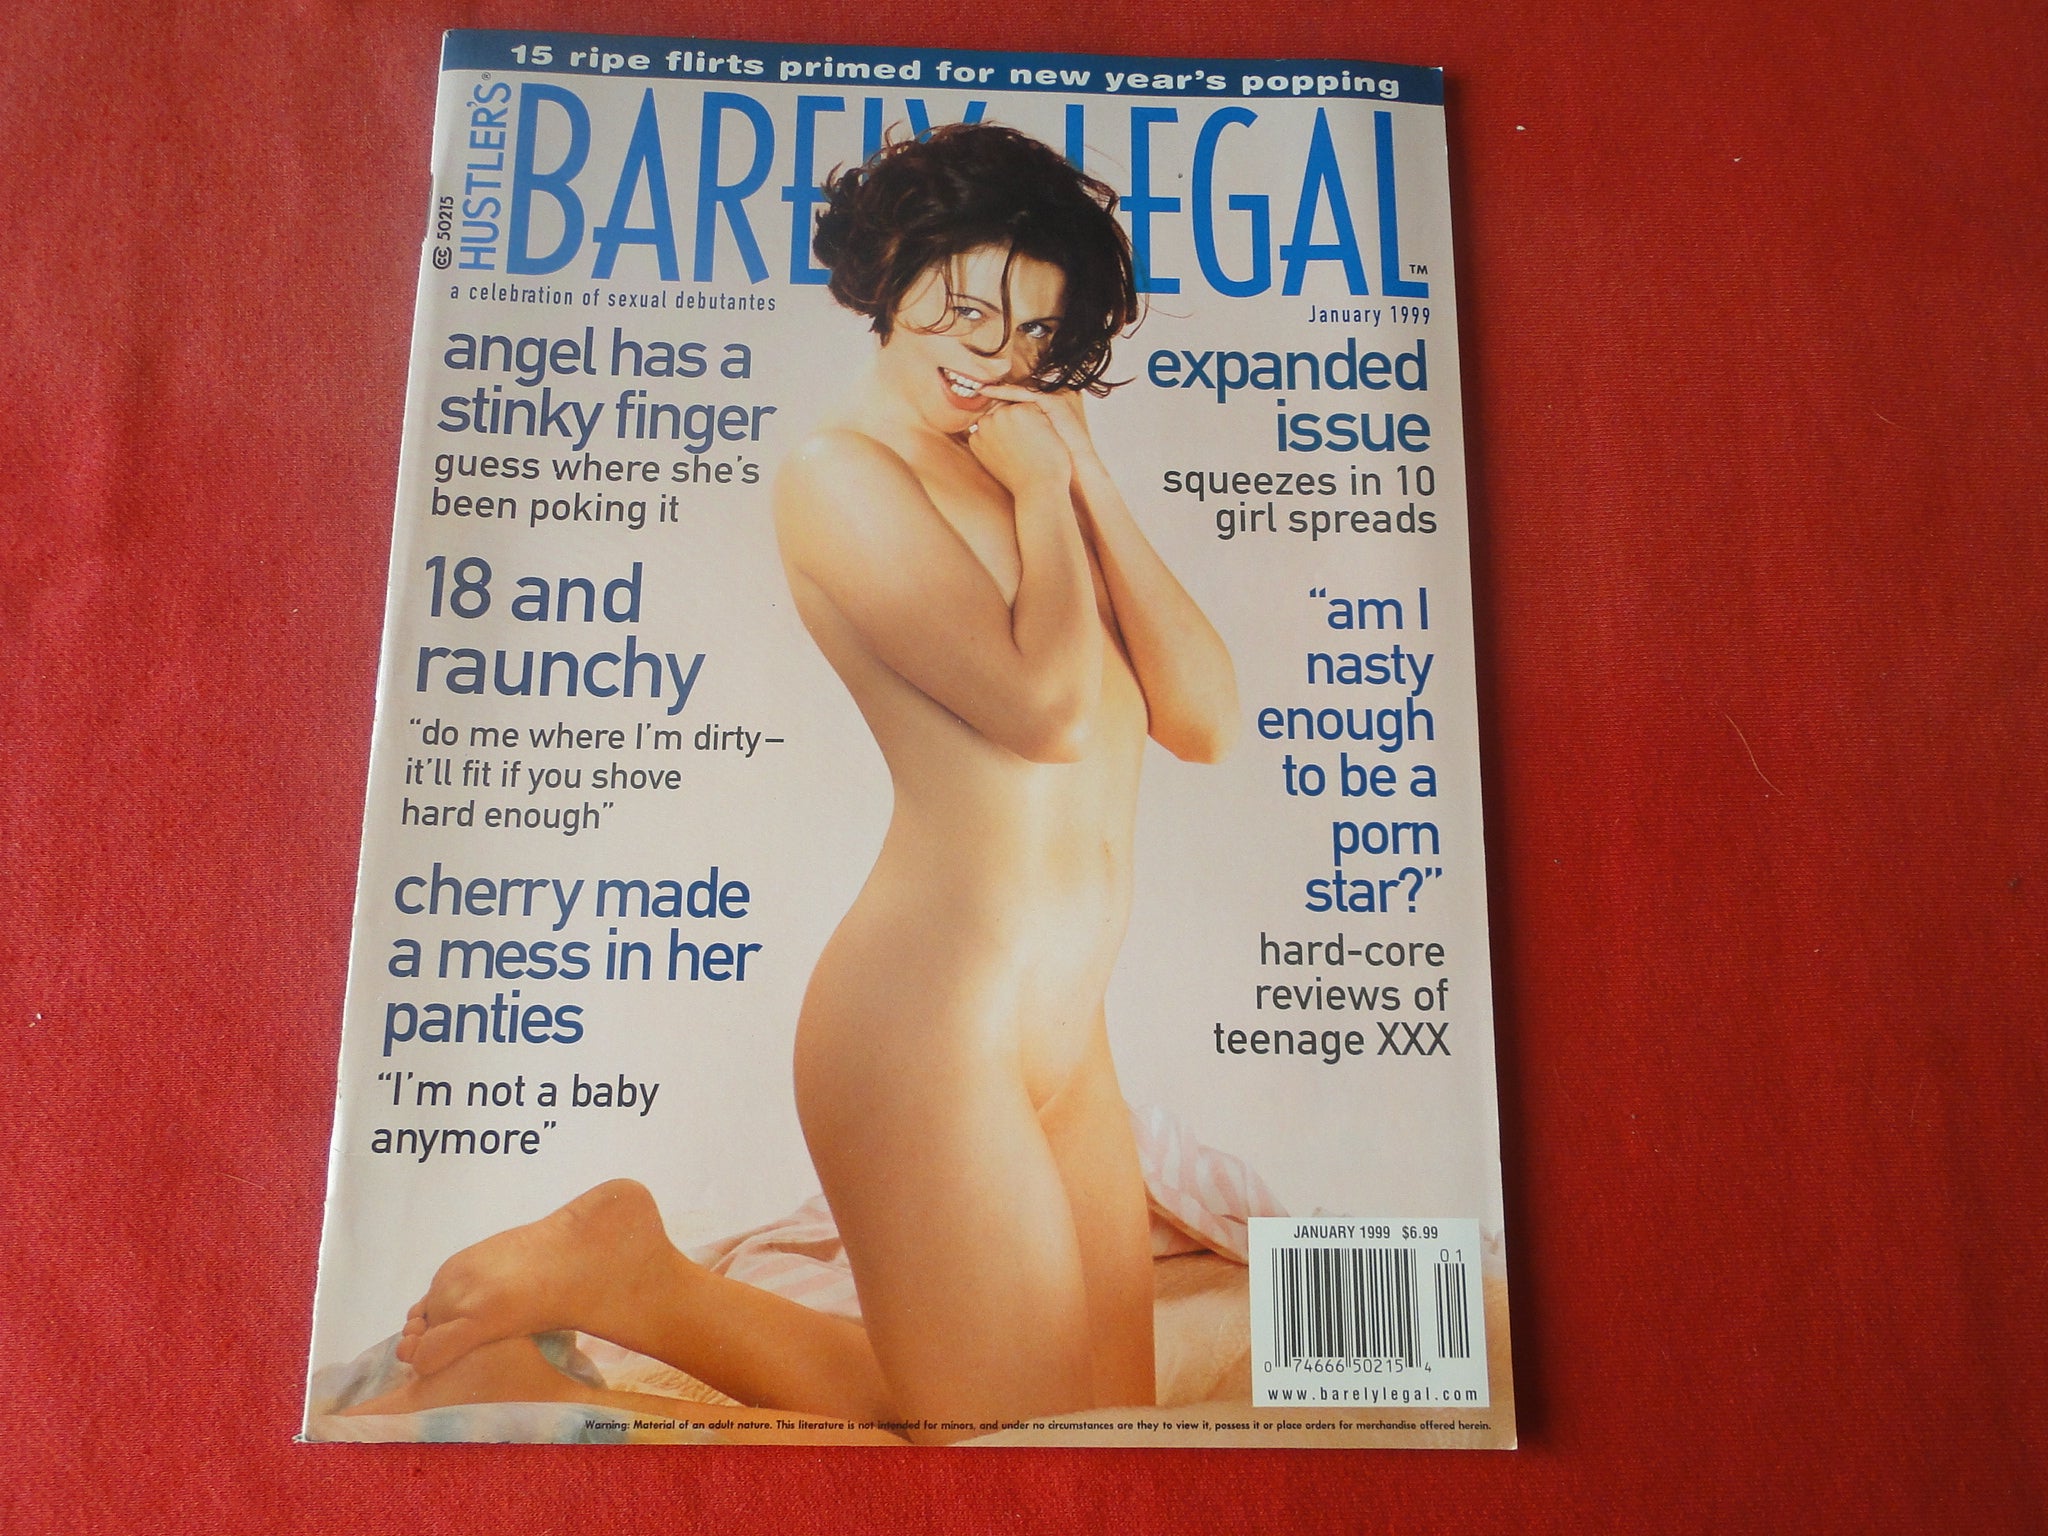 15 ripe flirts primed for new year's popping
HUSTLER'S®
BARELY LEGAL™
CC 50215
a celebration of sexual debutantes
January 1999
angel has a
stinky finger
guess where she's
been poking it
18 and
raunchy
"do me where I'm dirty–
it'll fit if you shove
hard enough"
cherry made
a mess in her
panties
"I'm not a baby
anymore"
expanded
issue
squeezes in 10
girl spreads
"am I
nasty
enough
to be a
porn
star?"
hard-core
reviews of
teenage XXX
JANUARY 1999 $6.99
01
0 74666 50215 4
www.barelylegal.com
Warning: Material of an adult nature. This literature is not intended for minors, and under no circumstances are they to view it, possess it or place orders for merchandise offered herein.